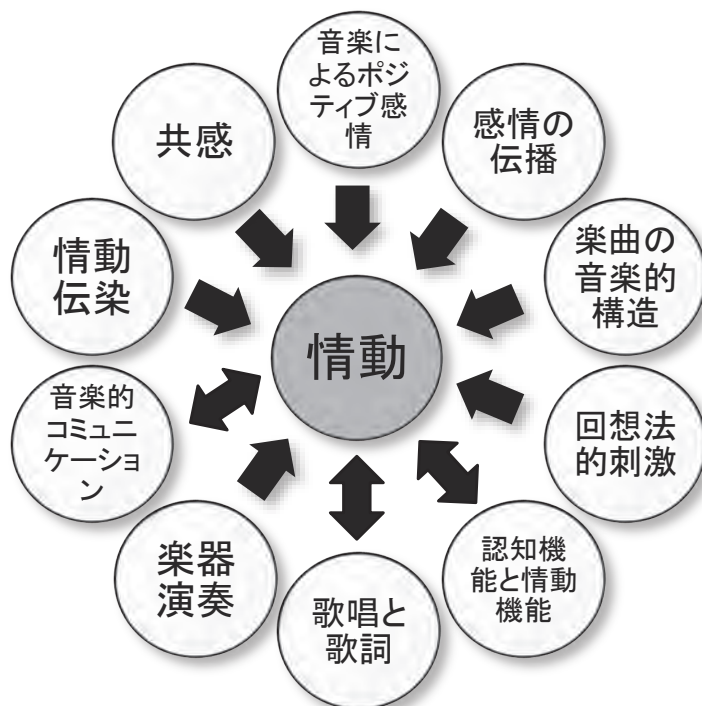 音楽に
よるポジ
ティブ感
情
感情の
伝播
楽曲の
音楽的
構造
回想法
的刺激
認知機
能と情動
機能
歌唱と
歌詞
楽器
演奏
音楽的
コミュニ
ケーショ
ン
情動
伝染
共感
情動